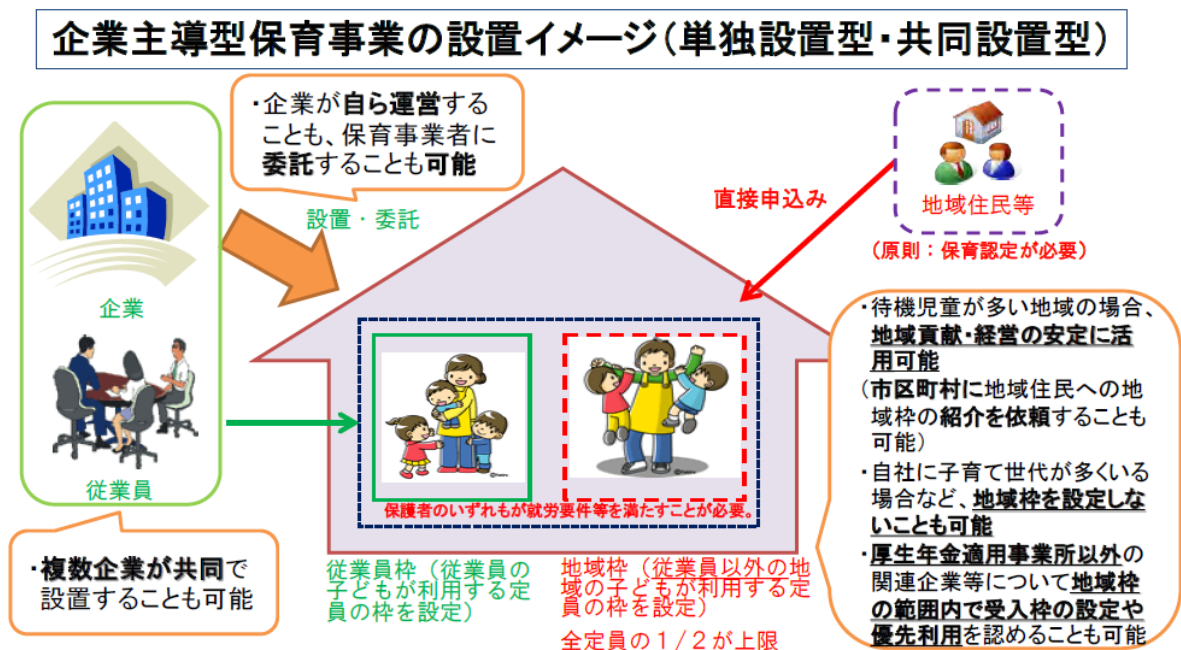 企業主導型保育事業の設置イメージ(単独設置型・共同設置型)
・企業が自ら運営する
ことも、保育事業者に
委託することも可能
設置・委託
企業
従業員
・複数企業が共同で
設置することも可能
直接申込み
地域住民等
(原則:保育認定が必要)
保護者のいずれもが就労要件等を満たすことが必要。
従業員枠(従業員の
子どもが利用する定
員の枠を設定)
地域枠(従業員以外の地
域の子どもが利用する定
員の枠を設定)
全定員の1/2が上限
・待機児童が多い地域の場合、
地域貢献・経営の安定に活
用可能
(市区町村に地域住民への地
域枠の紹介を依頼することも
可能)
・自社に子育て世代が多くいる
場合など、地域枠を設定しな
いことも可能
・厚生年金適用事業所以外の
関連企業等について地域枠
の範囲内で受入枠の設定や
優先利用を認めることも可能